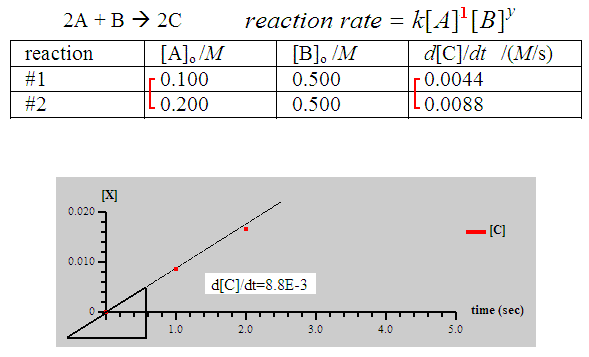 2A + B → 2C reaction rate = k[A]¹[B]ʸ
reaction [A]ₒ /M [B]ₒ /M d[C]/dt /(M/s)
#1 0.100 0.500 0.0044
#2 0.200 0.500 0.0088
[X]
0.020
[C]
0.010
d[C]/dt=8.8E-3
0
time (sec)
1.0 2.0 3.0 4.0 5.0